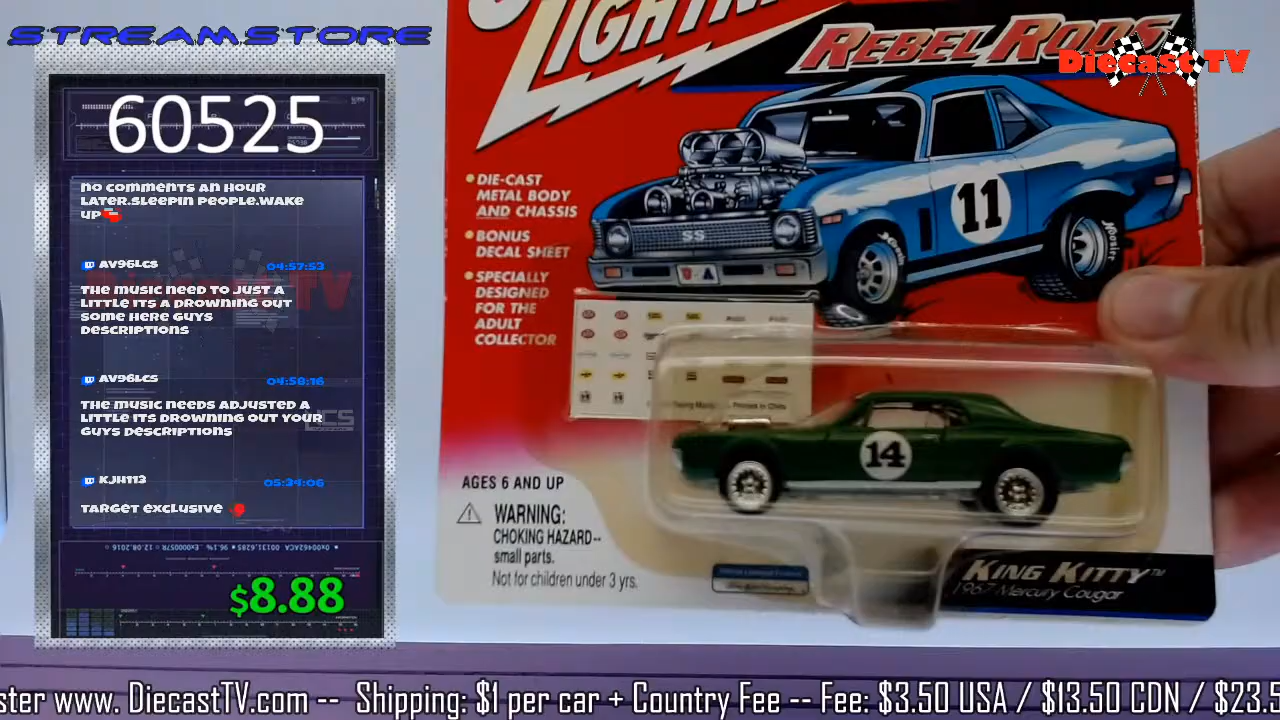 STREAMSTORE
60525
NO COMMENTS AN HOUR
LATER.SLEEPIN PEOPLE.WAKE
UP
AV96LCS 04:57:53
THE MUSIC NEED TO JUST A
LITTLE ITS A DROWNING OUT
SOME HERE GUYS
DESCRIPTIONS
AV96LCS 04:58:16
THE MUSIC NEEDS ADJUSTED A
LITTLE ITS DROWNING OUT YOUR
GUYS DESCRIPTIONS
KJH113 05:34:06
TARGET EXCLUSIVE
$8.88
LIGHTNING
REBEL RODS
Diecast TV
• DIE-CAST
METAL BODY
AND CHASSIS
• BONUS
DECAL SHEET
• SPECIALLY
DESIGNED
FOR THE
ADULT
COLLECTOR
11
SS
Hoosier
14
AGES 6 AND UP
WARNING:
CHOKING HAZARD--
small parts.
Not for children under 3 yrs.
KING KITTY™
1967 Mercury Cougar
ster www. DiecastTV.com -- Shipping: $1 per car + Country Fee -- Fee: $3.50 USA / $13.50 CDN / $23.5